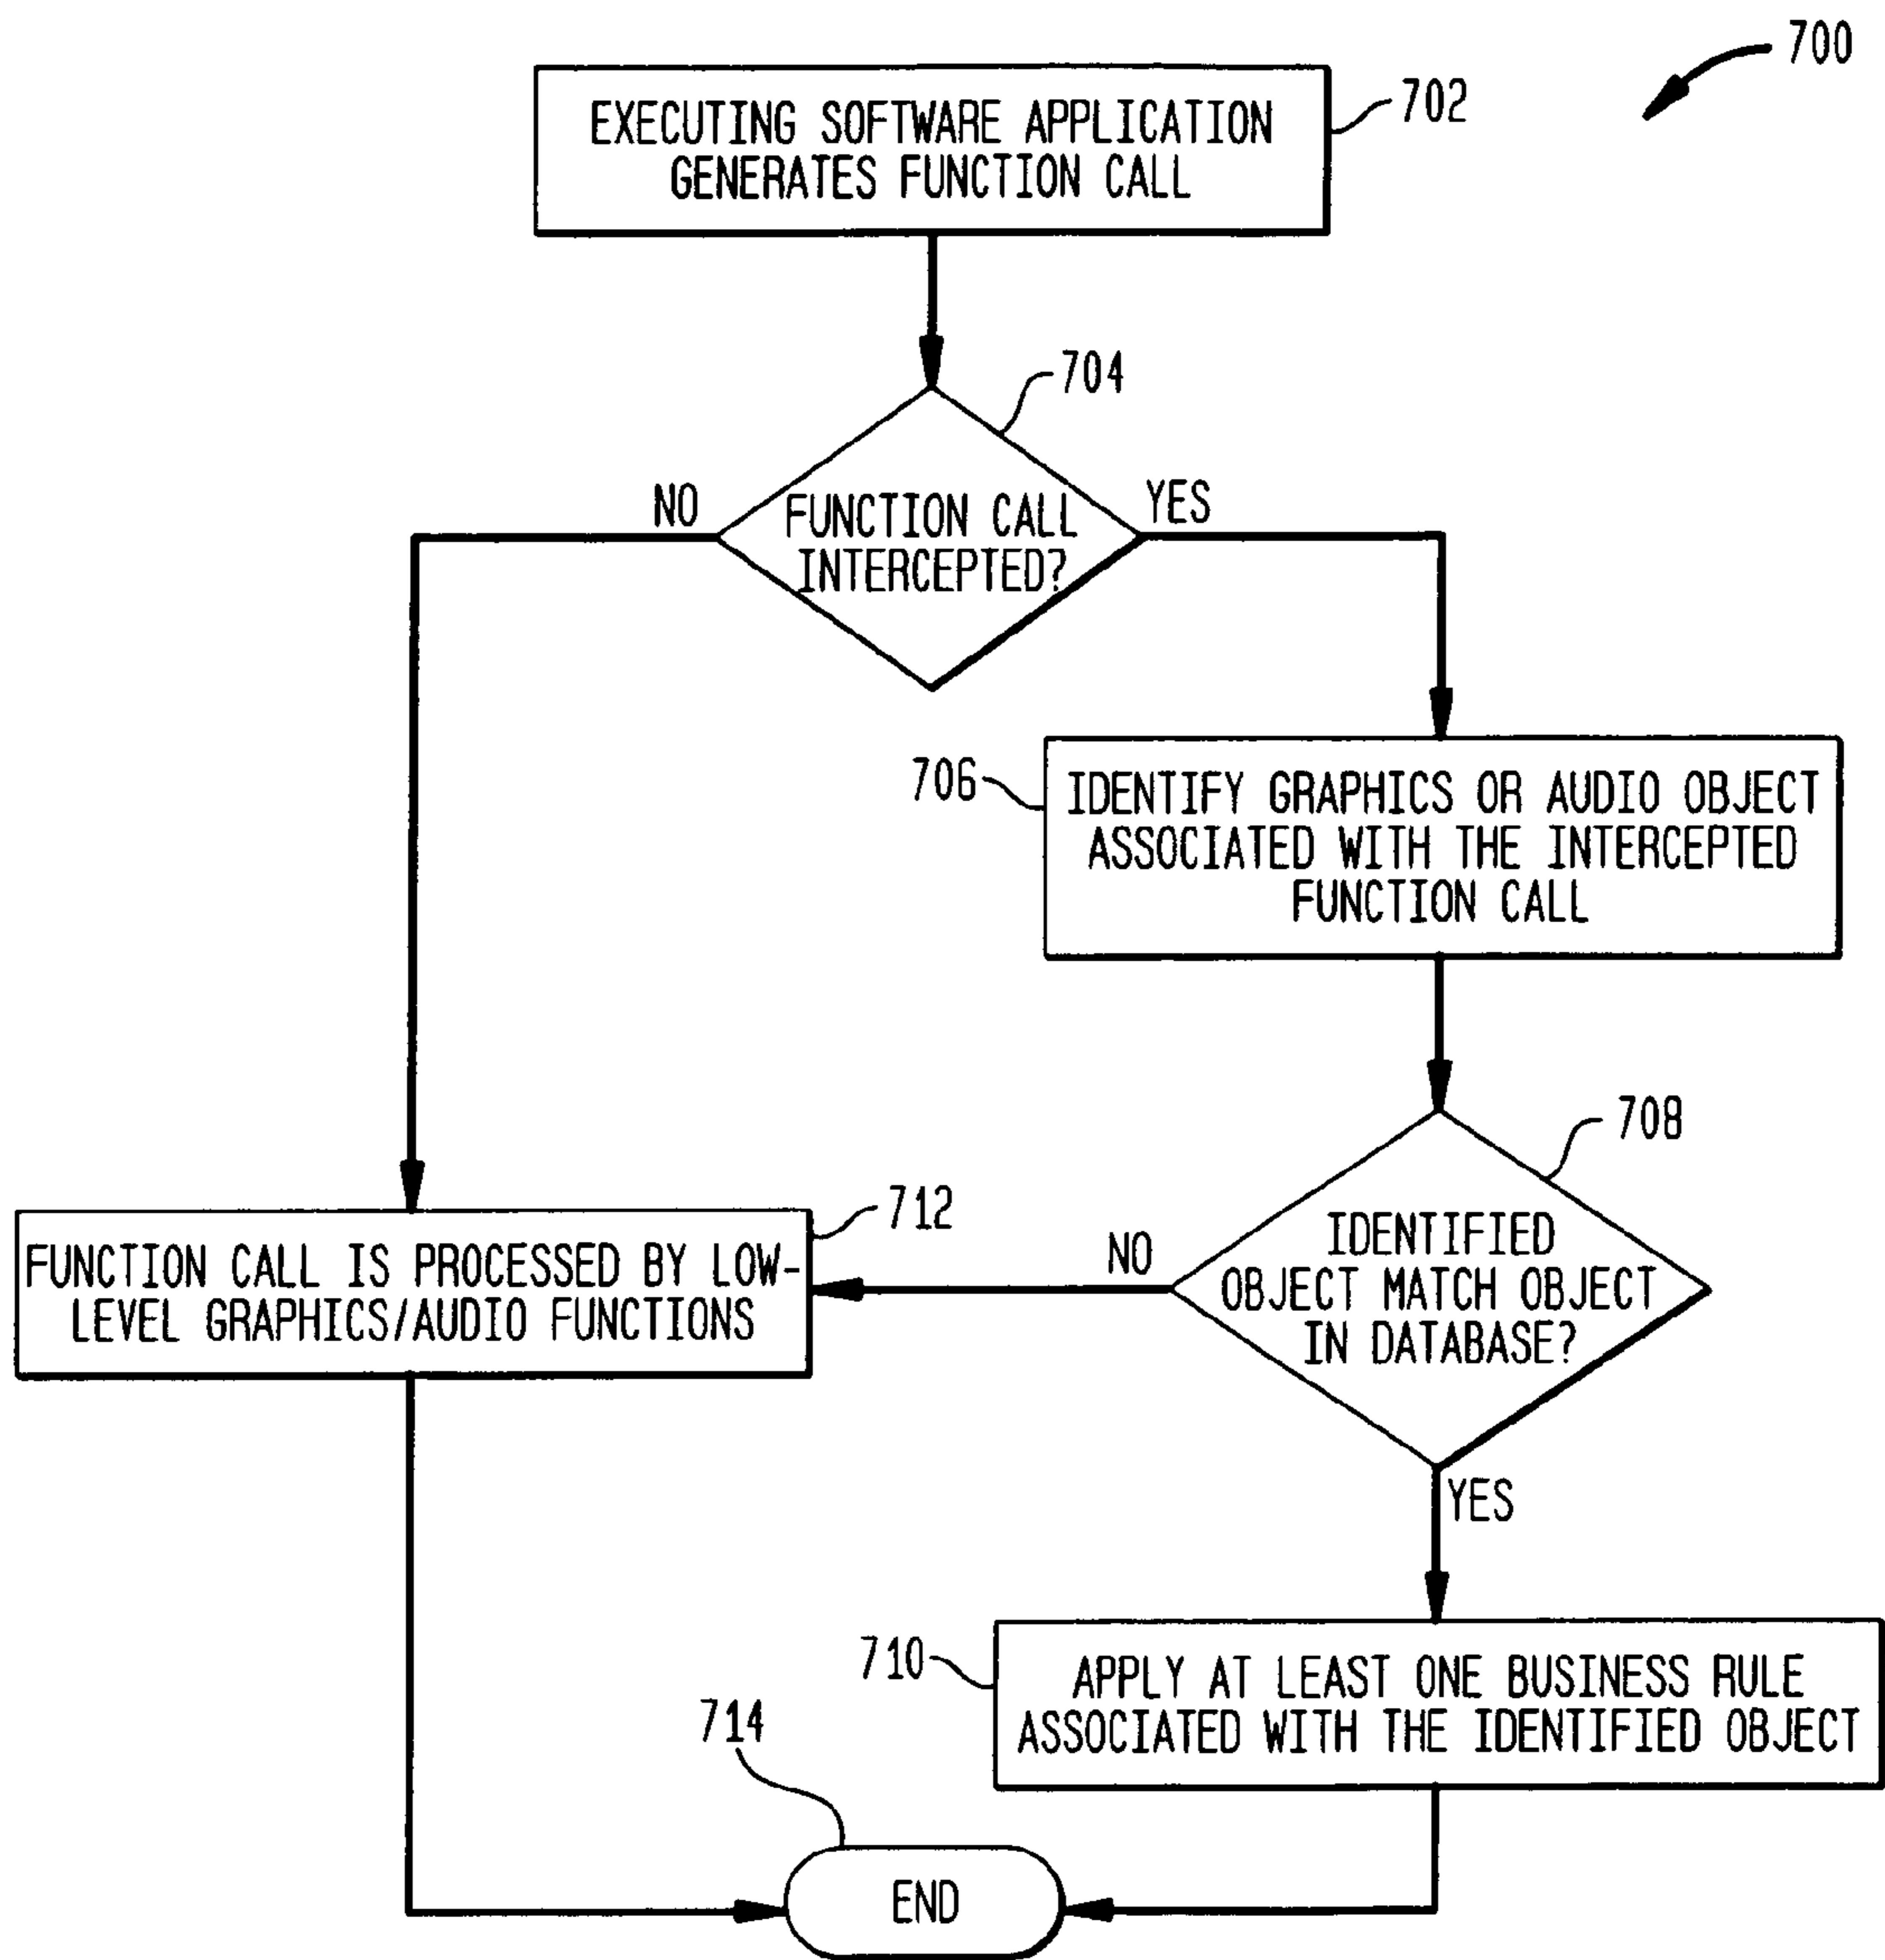 700
EXECUTING SOFTWARE APPLICATION
GENERATES FUNCTION CALL
702
704
FUNCTION CALL
INTERCEPTED?
NO
YES
706
IDENTIFY GRAPHICS OR AUDIO OBJECT
ASSOCIATED WITH THE INTERCEPTED
FUNCTION CALL
708
IDENTIFIED
OBJECT MATCH OBJECT
IN DATABASE?
NO
YES
712
FUNCTION CALL IS PROCESSED BY LOW-
LEVEL GRAPHICS/AUDIO FUNCTIONS
710
APPLY AT LEAST ONE BUSINESS RULE
ASSOCIATED WITH THE IDENTIFIED OBJECT
714
END